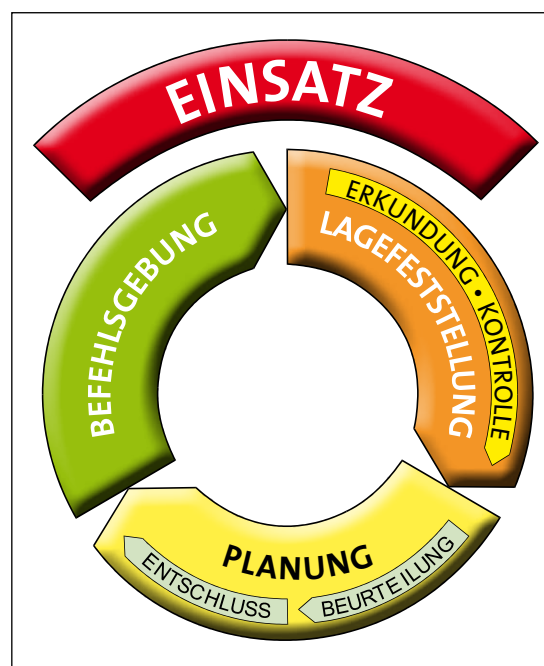 EINSATZ
ERKUNDUNG • KONTROLLE
LAGEFESTSTELLUNG
BEFEHLSGEBUNG
PLANUNG
BEURTEILUNG
ENTSCHLUSS